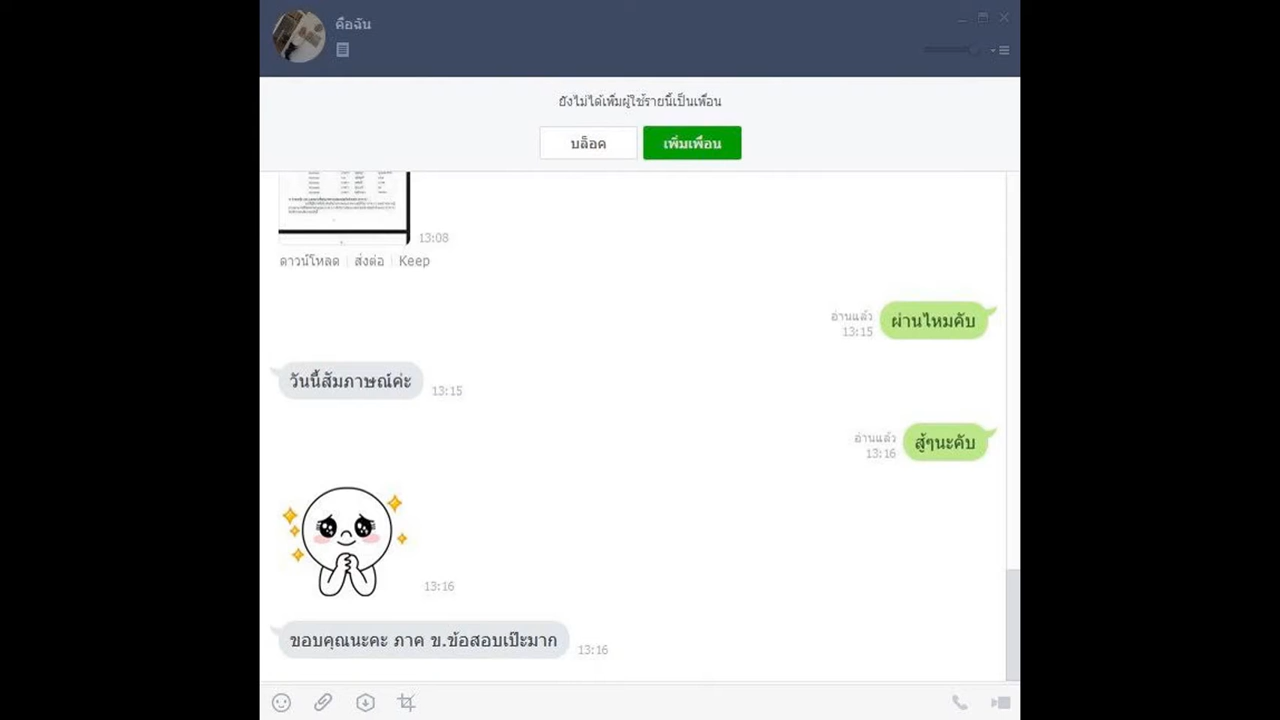 คือฉัน
ยังไม่ได้เพิ่มผู้ใช้รายนี้เป็นเพื่อน
บล็อค
เพิ่มเพื่อน
13:08
ดาวน์โหลด | ส่งต่อ | Keep
ผ่านไหมคับ
อ่านแล้ว
13:15
วันนี้สัมภาษณ์ค่ะ
13:15
สู้ๆนะคับ
อ่านแล้ว
13:16
13:16
ขอบคุณนะคะ ภาค ข.ข้อสอบเป๊ะมาก
13:16